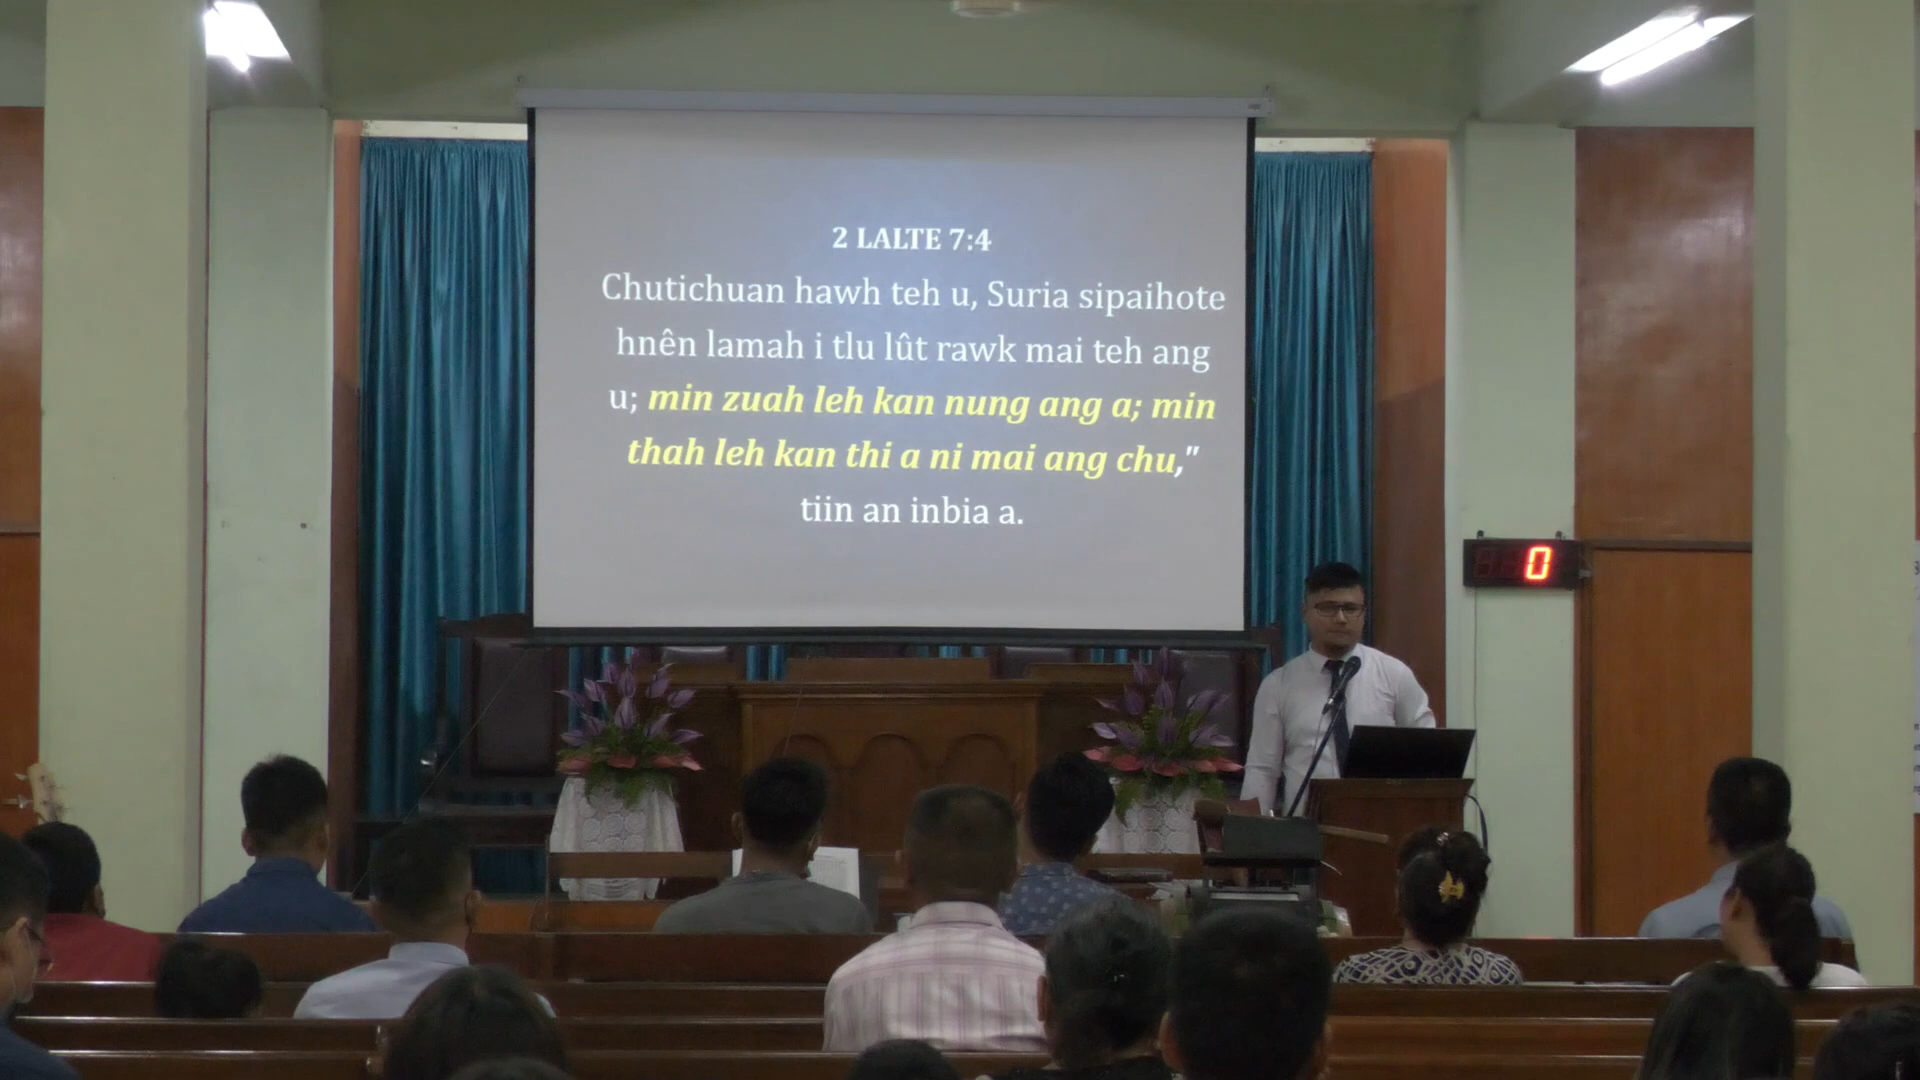 2 LALTE 7:4
Chutichuan hawh teh u, Suria sipaihote
hnên lamah i tlu lût rawk mai teh ang
u; min zuah leh kan nung ang a; min
thah leh kan thi a ni mai ang chu,"
tiin an inbia a.
0